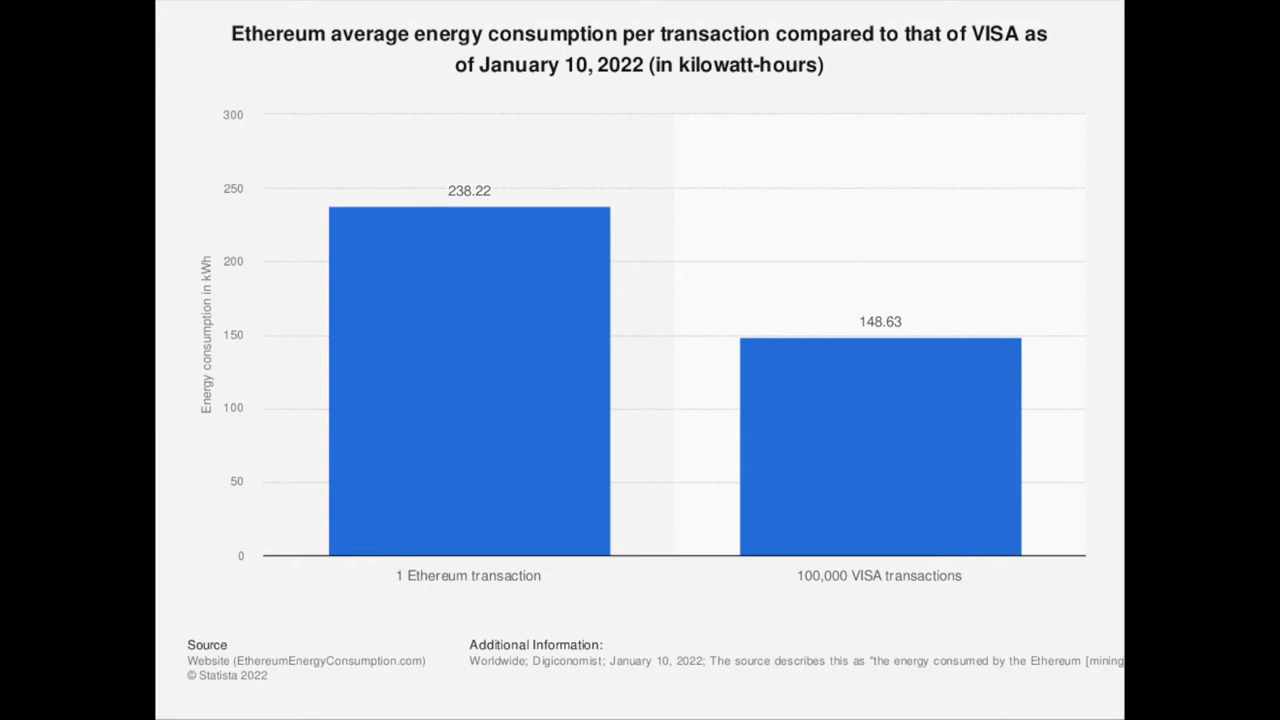 Ethereum average energy consumption per transaction compared to that of VISA as
of January 10, 2022 (in kilowatt-hours)
300
250
200
150
100
50
0
Energy consumption in kWh
238.22
148.63
1 Ethereum transaction
100,000 VISA transactions
Source
Website (EthereumEnergyConsumption.com)
© Statista 2022
Additional Information:
Worldwide; Digiconomist; January 10, 2022; The source describes this as "the energy consumed by the Ethereum [mining